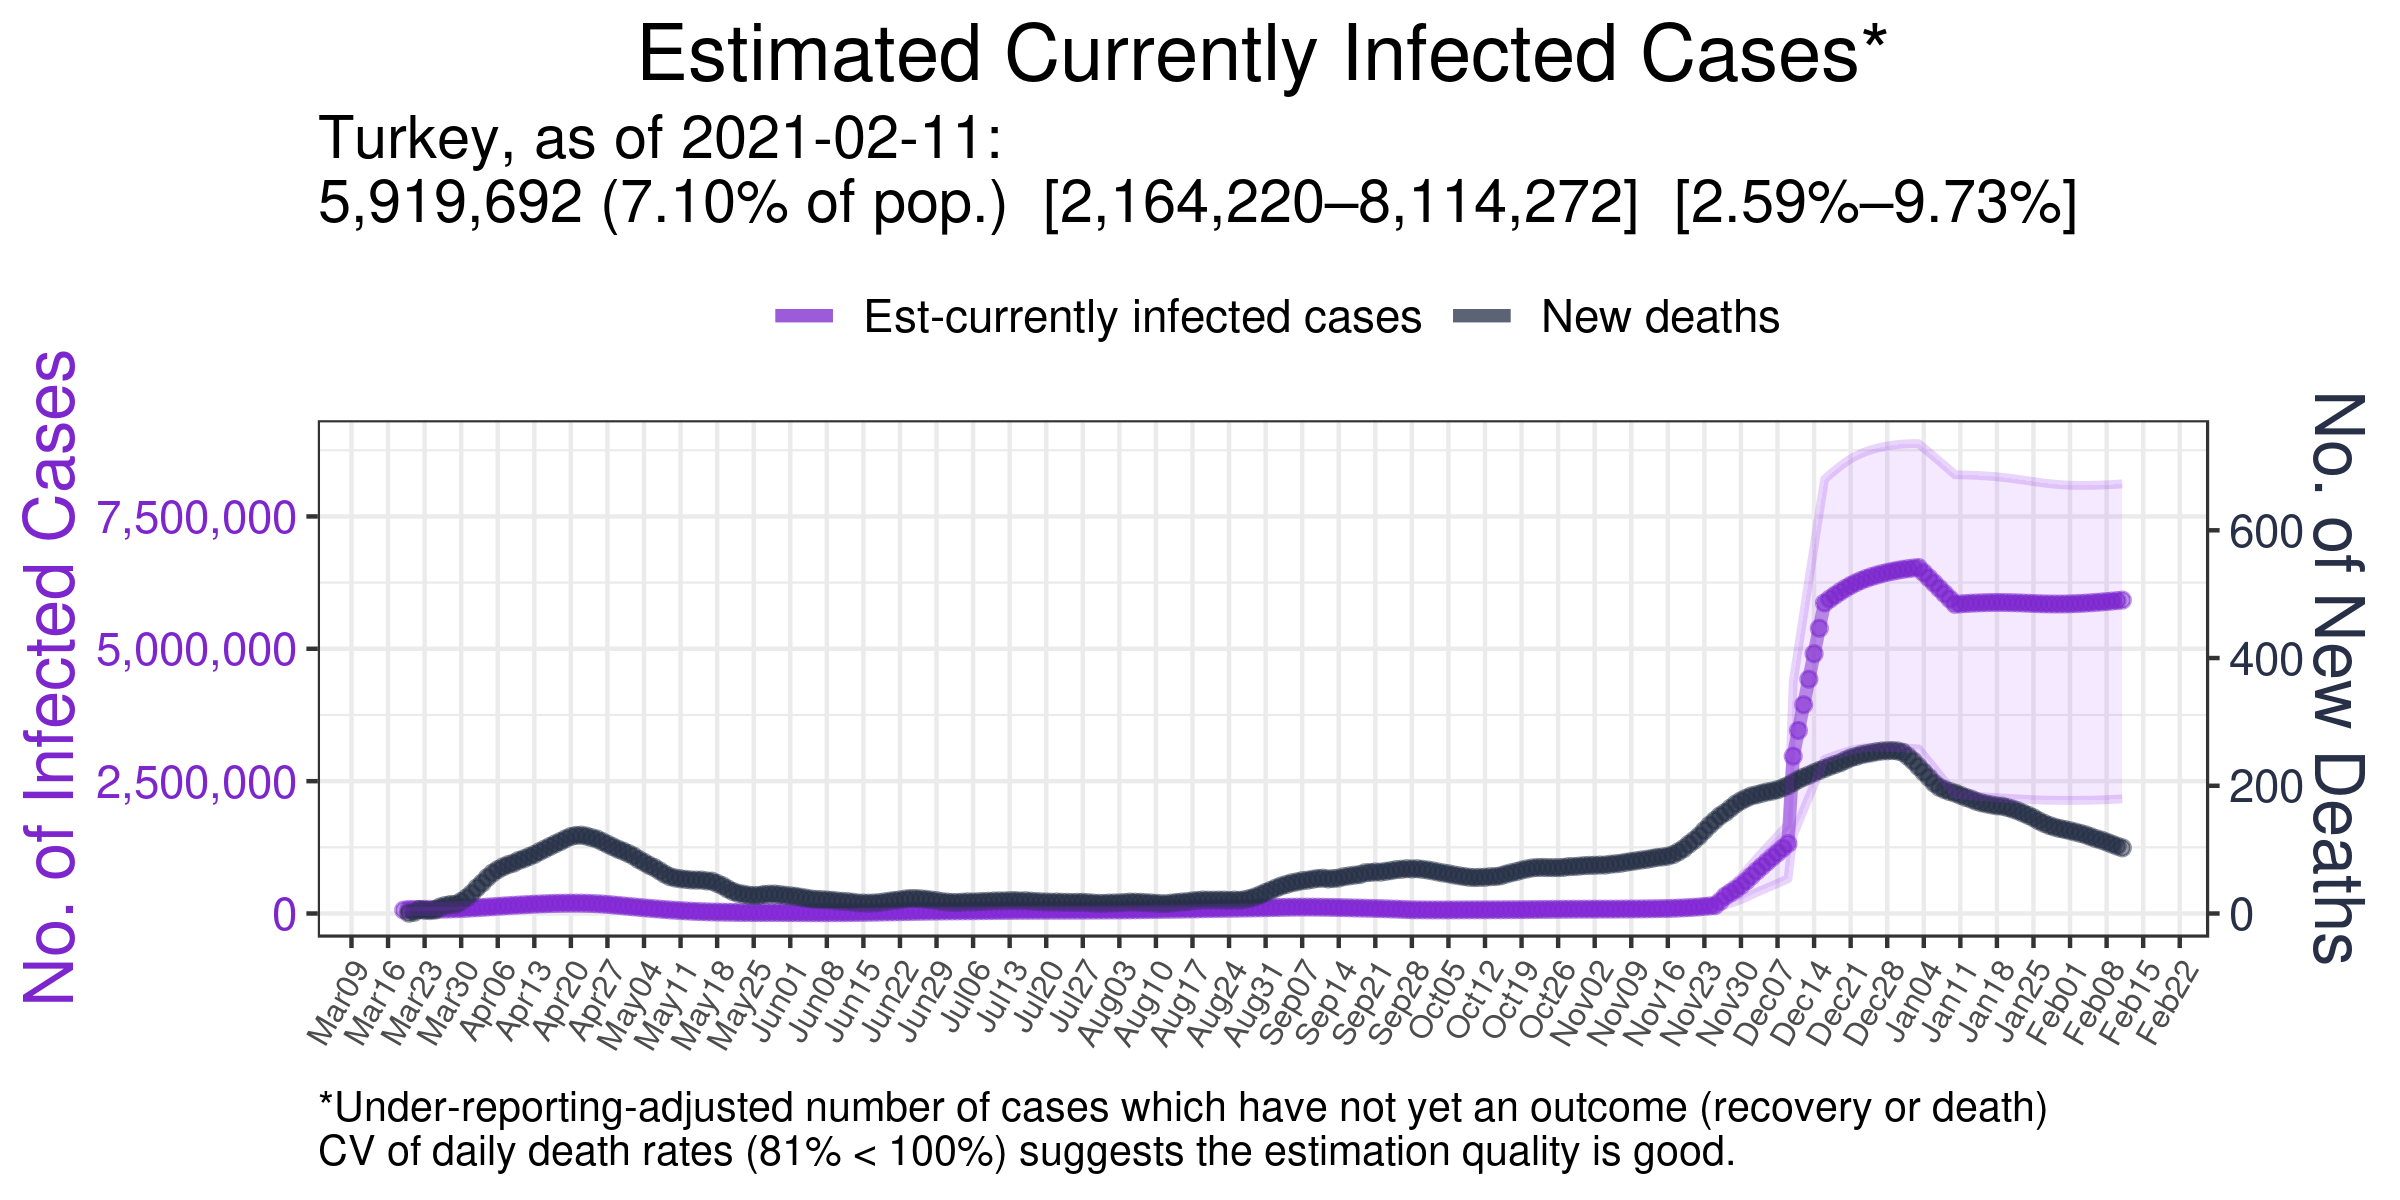 Estimated Currently Infected Cases*
Turkey, as of 2021-02-11:
5,919,692 (7.10% of pop.) [2,164,220–8,114,272] [2.59%–9.73%]
Est-currently infected cases
New deaths
No. of Infected Cases
7,500,000
5,000,000
2,500,000
0
600
400
200
0
No. of New Deaths
Mar09
Mar16
Mar23
Mar30
Apr06
Apr13
Apr20
Apr27
May04
May11
May18
May25
Jun01
Jun08
Jun15
Jun22
Jun29
Jul06
Jul13
Jul20
Jul27
Aug03
Aug10
Aug17
Aug24
Aug31
Sep07
Sep14
Sep21
Sep28
Oct05
Oct12
Oct19
Oct26
Nov02
Nov09
Nov16
Nov23
Nov30
Dec07
Dec14
Dec21
Dec28
Jan04
Jan11
Jan18
Jan25
Feb01
Feb08
Feb15
Feb22
*Under-reporting-adjusted number of cases which have not yet an outcome (recovery or death)
CV of daily death rates (81% < 100%) suggests the estimation quality is good.